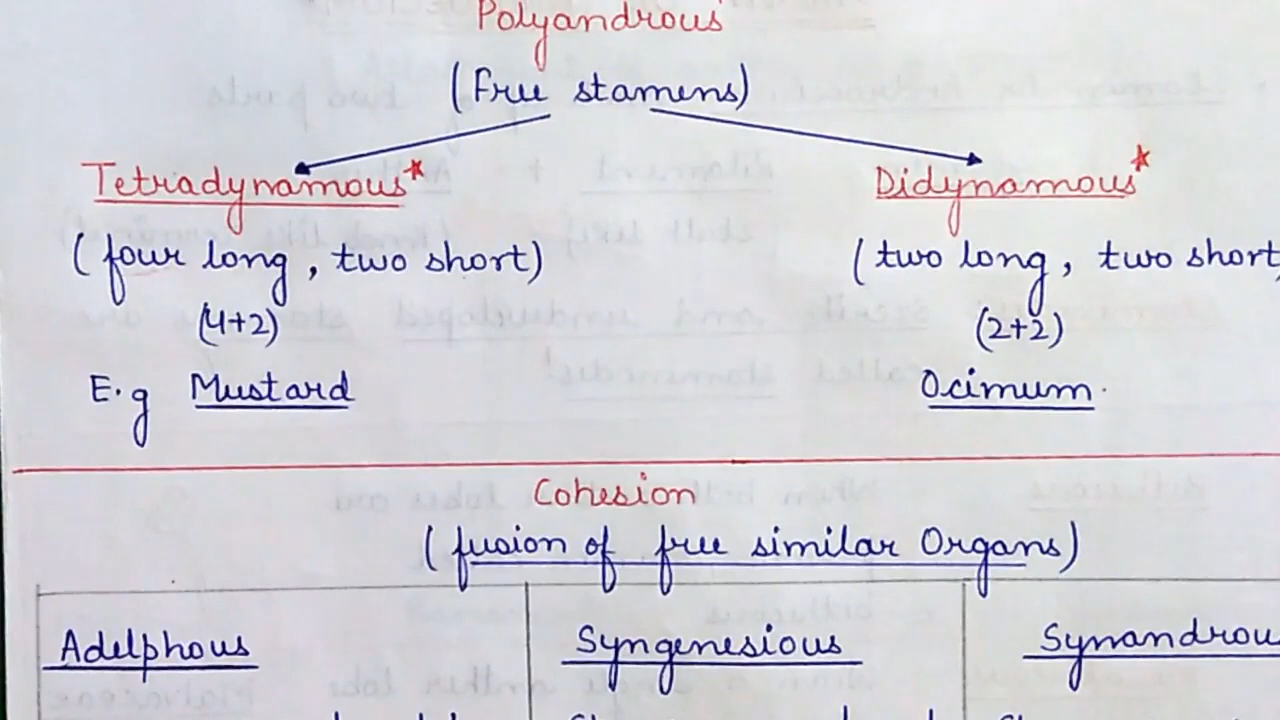 Polyandrous
(free stamens)
Tetradynamous* Didynamous*
(four long, two short) (two long, two short)
(4+2) (2+2)
E.g Mustard Ocimum.
Cohesion
(fusion of free similar Organs)
Adelphous Syngenesious Synandrou